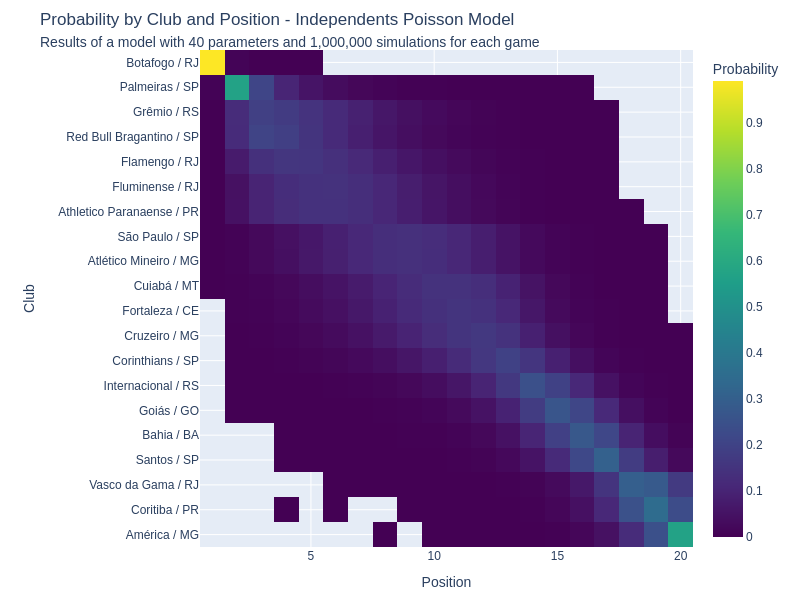 Probability by Club and Position - Independents Poisson Model
Results of a model with 40 parameters and 1,000,000 simulations for each game
Probability
Botafogo / RJ
Palmeiras / SP
Grêmio / RS
Red Bull Bragantino / SP
Flamengo / RJ
Fluminense / RJ
Athletico Paranaense / PR
São Paulo / SP
Atlético Mineiro / MG
Cuiabá / MT
Fortaleza / CE
Cruzeiro / MG
Corinthians / SP
Internacional / RS
Goiás / GO
Bahia / BA
Santos / SP
Vasco da Gama / RJ
Coritiba / PR
América / MG
Club
0.9
0.8
0.7
0.6
0.5
0.4
0.3
0.2
0.1
0
5
10
15
20
Position